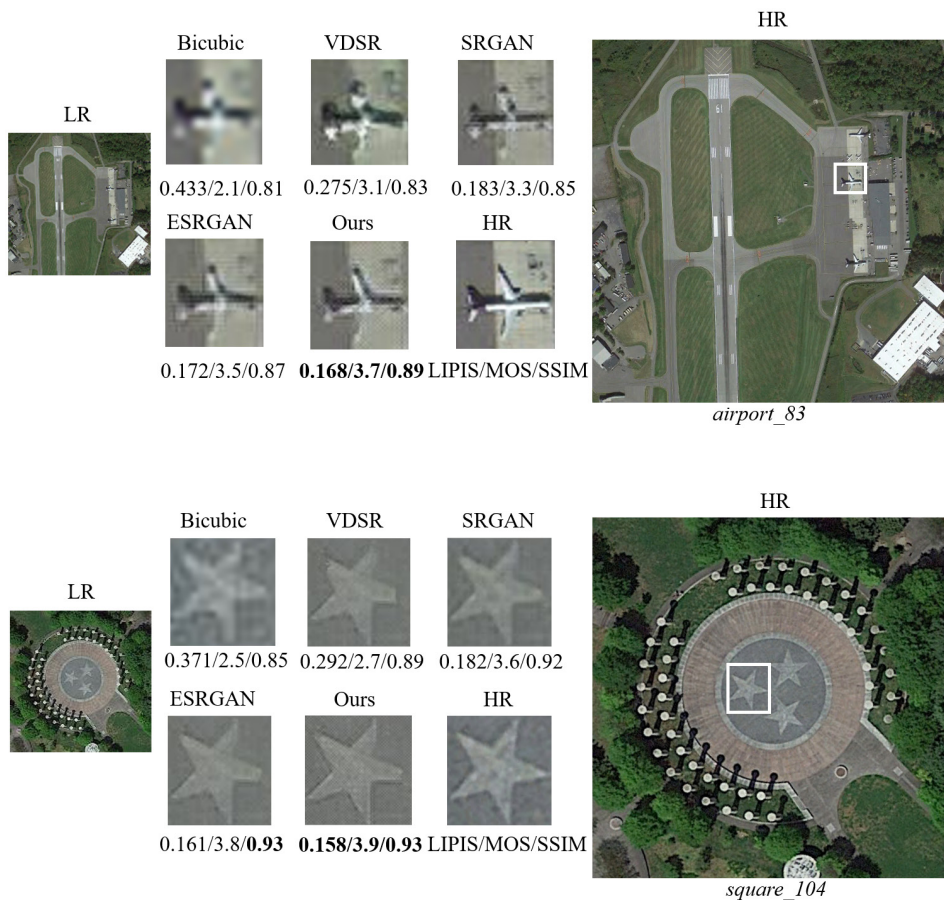 HR
Bicubic VDSR SRGAN
LR
0.433/2.1/0.81 0.275/3.1/0.83 0.183/3.3/0.85
ESRGAN Ours HR
0.172/3.5/0.87 0.168/3.7/0.89 LIPIS/MOS/SSIM
airport_83
HR
Bicubic VDSR SRGAN
LR
0.371/2.5/0.85 0.292/2.7/0.89 0.182/3.6/0.92
ESRGAN Ours HR
0.161/3.8/0.93 0.158/3.9/0.93 LIPIS/MOS/SSIM
square_104